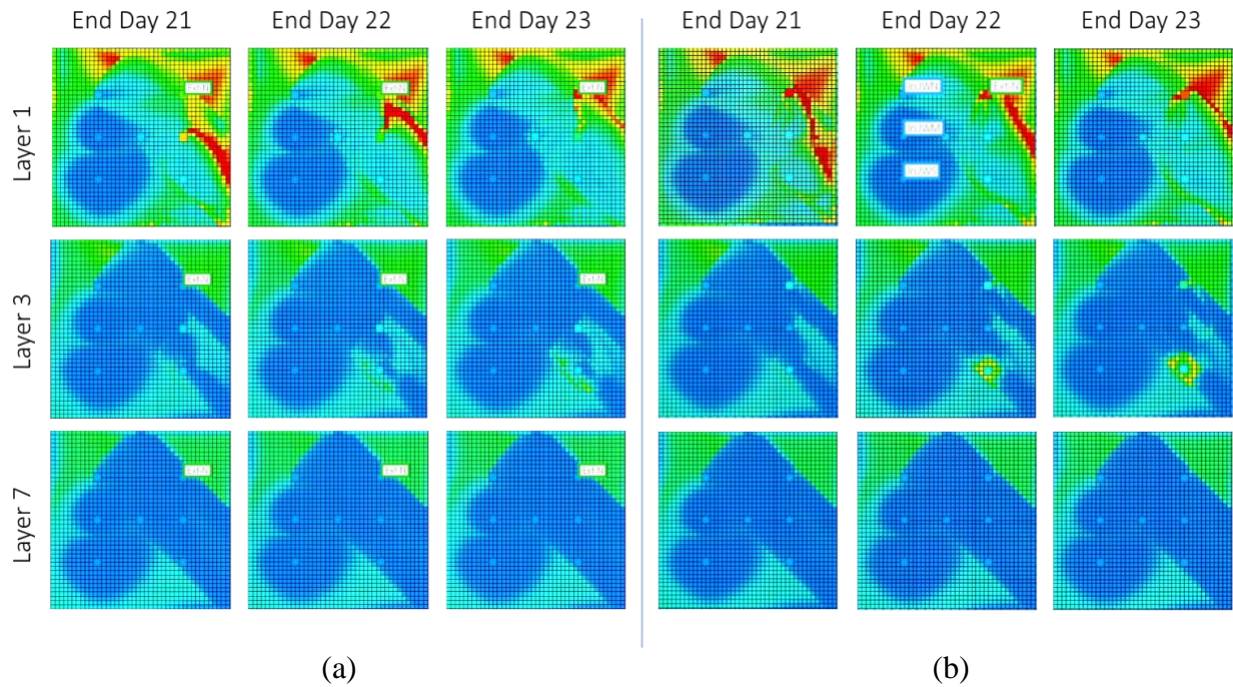 End Day 21 End Day 22 End Day 23 End Day 21 End Day 22 End Day 23
Layer 1
Layer 3
Layer 7
(a) (b)